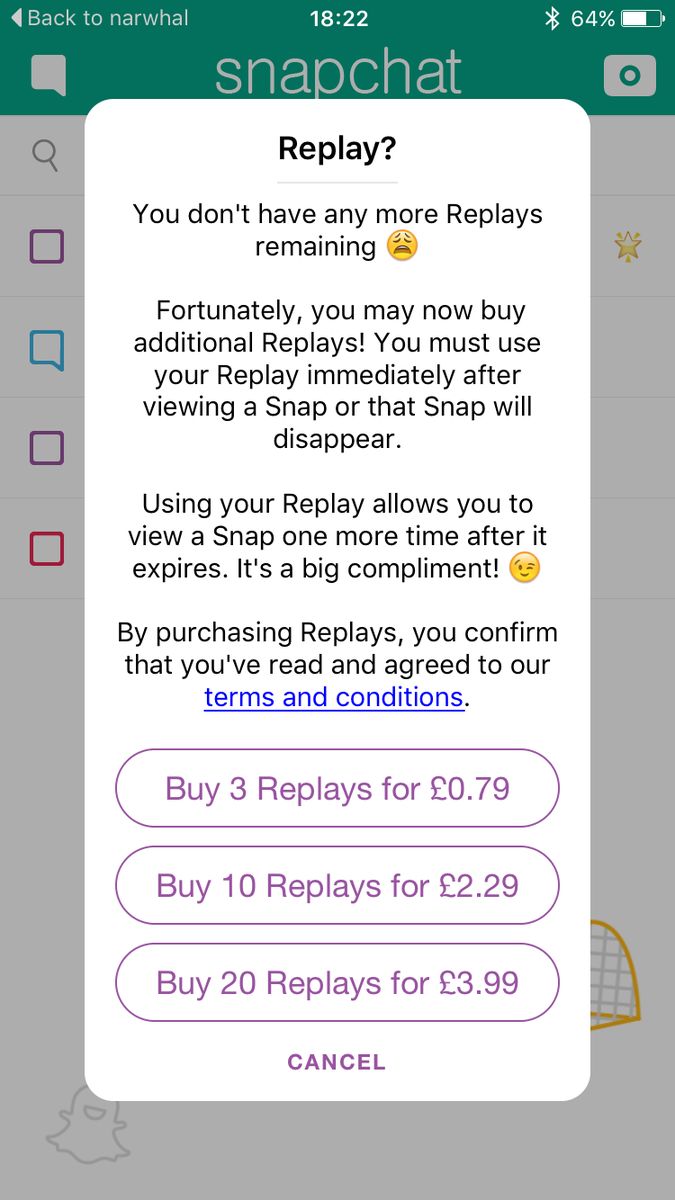 Back to narwhal 18:22 64%
snapchat
Replay?
You don't have any more Replays
remaining 😩
Fortunately, you may now buy
additional Replays! You must use
your Replay immediately after
viewing a Snap or that Snap will
disappear.
Using your Replay allows you to
view a Snap one more time after it
expires. It's a big compliment! 😉
By purchasing Replays, you confirm
that you've read and agreed to our
terms and conditions.
Buy 3 Replays for £0.79
Buy 10 Replays for £2.29
Buy 20 Replays for £3.99
CANCEL